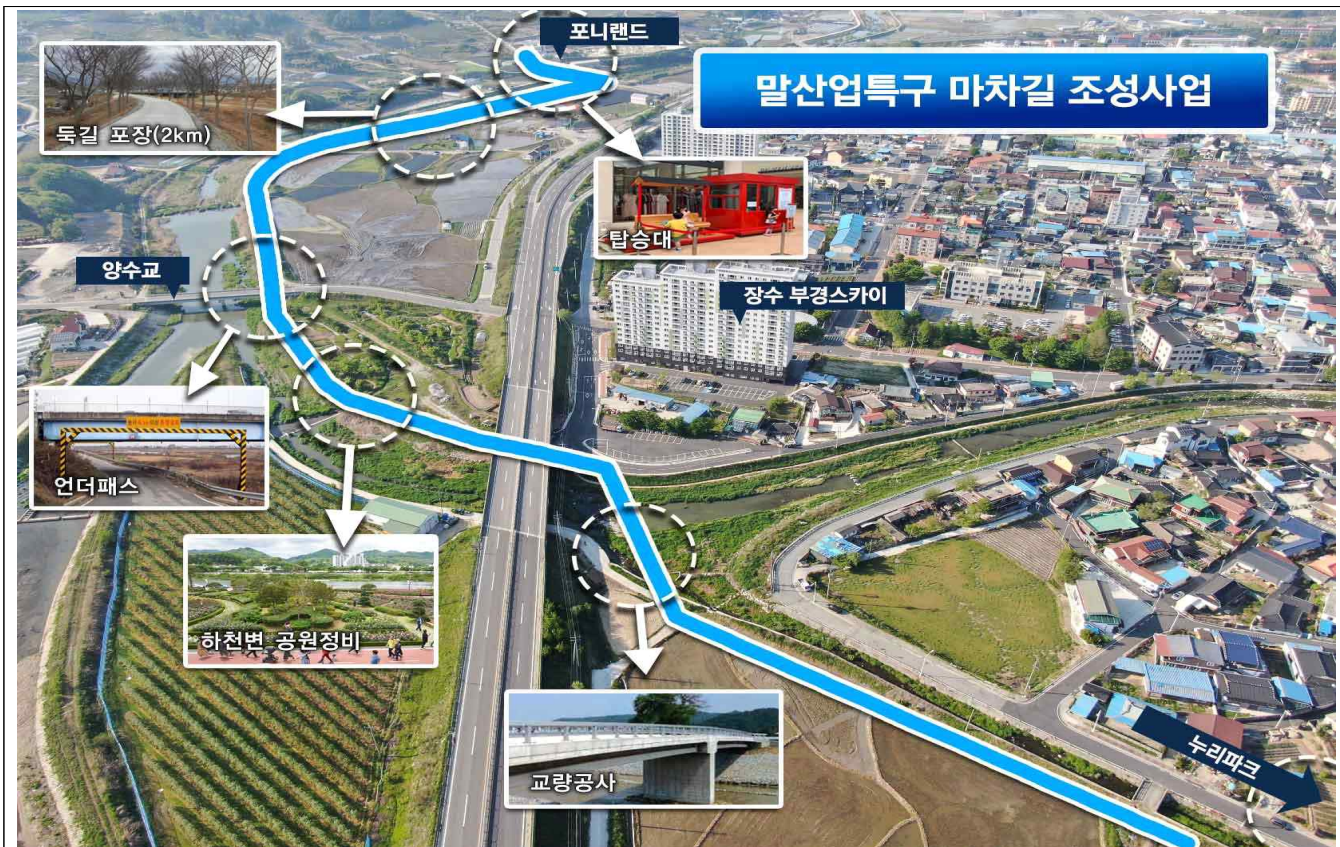 포니랜드
말산업특구 마차길 조성사업
둑길 포장(2km)
탑승대
양수교
장수 부경스카이
언더패스
하천변 공원정비
교량공사
누리파크